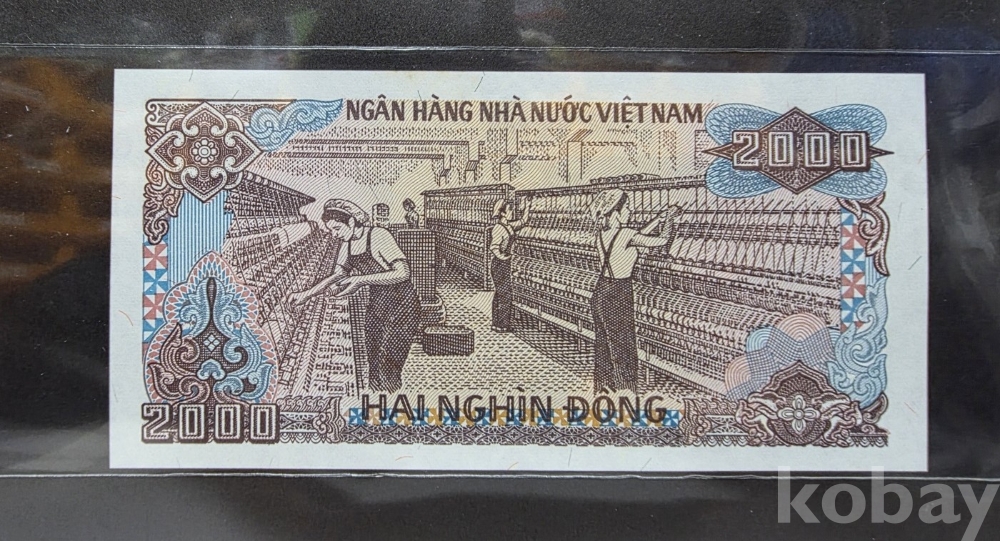 NGÂN HÀNG NHÀ NƯỚC VIỆT NAM
2000
2000
HAI NGHÌN ĐỒNG
kobay